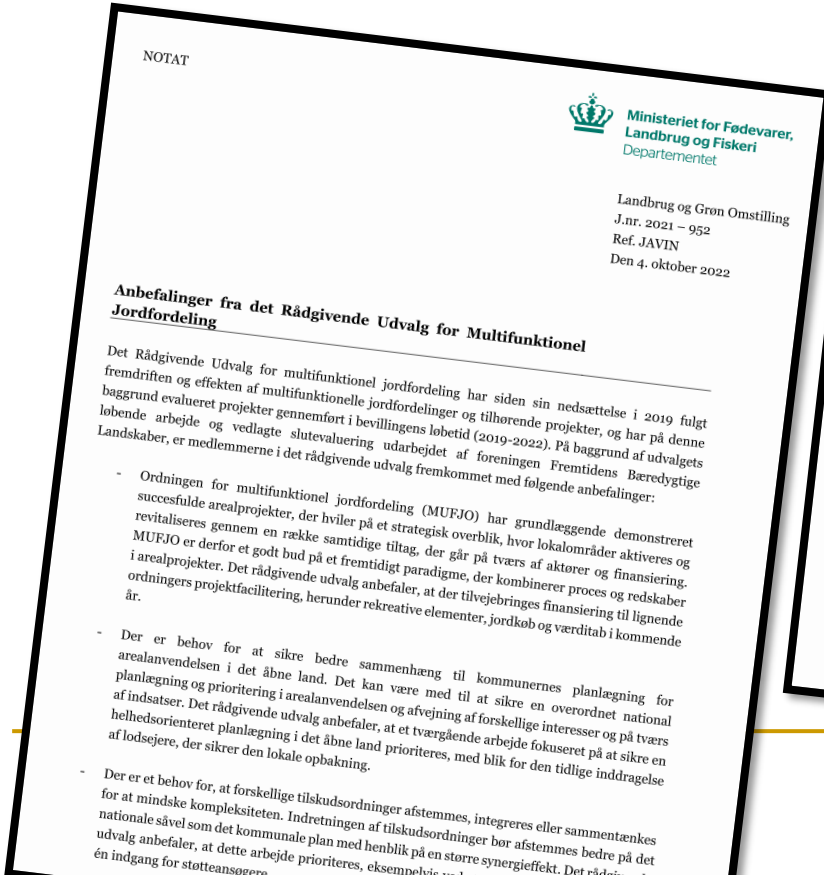 NOTAT
Ministeriet for Fødevarer,
Landbrug og Fiskeri
Departementet
Landbrug og Grøn Omstilling
J.nr. 2021 – 952
Ref. JAVIN
Den 4. oktober 2022
Anbefalinger fra det Rådgivende Udvalg for Multifunktionel
Jordfordeling
Det Rådgivende Udvalg for multifunktionel jordfordeling har siden sin nedsættelse i 2019 fulgt
fremdriften og effekten af multifunktionelle jordfordelinger og tilhørende projekter, og har på denne
baggrund evalueret projekter gennemført i bevillingens løbetid (2019-2022). På baggrund af udvalgets
løbende arbejde og vedlagte slutevaluering udarbejdet af foreningen Fremtidens Bæredygtige
Landskaber, er medlemmerne i det rådgivende udvalg fremkommet med følgende anbefalinger:
- Ordningen for multifunktionel jordfordeling (MUFJO) har grundlæggende demonstreret
succesfulde arealprojekter, der hviler på et strategisk overblik, hvor lokalområder aktiveres og
revitaliseres gennem en række samtidige tiltag, der går på tværs af aktører og finansiering.
MUFJO er derfor et godt bud på et fremtidigt paradigme, der kombinerer proces og redskaber
i arealprojekter. Det rådgivende udvalg anbefaler, at der tilvejebringes finansiering til lignende
ordningers projektfacilitering, herunder rekreative elementer, jordkøb og værditab i kommende
år.
- Der er behov for at sikre bedre sammenhæng til kommunernes planlægning for
arealanvendelsen i det åbne land. Det kan være med til at sikre en overordnet national
planlægning og prioritering i arealanvendelsen og afvejning af forskellige interesser og på tværs
af indsatser. Det rådgivende udvalg anbefaler, at et tværgående arbejde fokuseret på at sikre en
helhedsorienteret planlægning i det åbne land prioriteres, med blik for den tidlige inddragelse
af lodsejere, der sikrer den lokale opbakning.
- Der er et behov for, at forskellige tilskudsordninger afstemmes, integreres eller sammentænkes
for at mindske kompleksiteten. Indretningen af tilskudsordninger bør afstemmes bedre på det
nationale såvel som det kommunale plan med henblik på en større synergieffekt. Det
udvalg anbefaler, at dette arbejde prioriteres, eksempelvis
én indgang for støtteansøgere